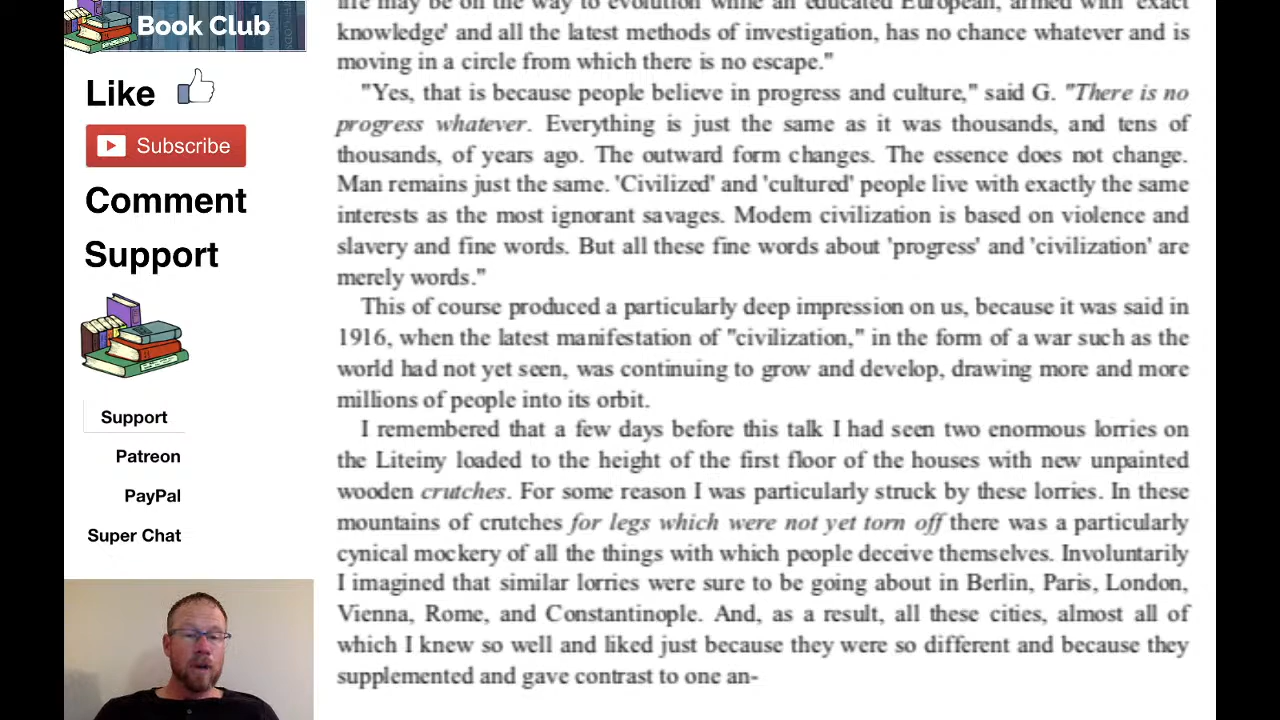 Book Club
Like
Subscribe
Comment
Support
Support
Patreon
PayPal
Super Chat
life may be on the way to evolution while an educated European, armed with 'exact
knowledge' and all the latest methods of investigation, has no chance whatever and is
moving in a circle from which there is no escape."
"Yes, that is because people believe in progress and culture," said G. "There is no
progress whatever. Everything is just the same as it was thousands, and tens of
thousands, of years ago. The outward form changes. The essence does not change.
Man remains just the same. 'Civilized' and 'cultured' people live with exactly the same
interests as the most ignorant savages. Modem civilization is based on violence and
slavery and fine words. But all these fine words about 'progress' and 'civilization' are
merely words."
This of course produced a particularly deep impression on us, because it was said in
1916, when the latest manifestation of "civilization," in the form of a war such as the
world had not yet seen, was continuing to grow and develop, drawing more and more
millions of people into its orbit.
I remembered that a few days before this talk I had seen two enormous lorries on
the Liteiny loaded to the height of the first floor of the houses with new unpainted
wooden crutches. For some reason I was particularly struck by these lorries. In these
mountains of crutches for legs which were not yet torn off there was a particularly
cynical mockery of all the things with which people deceive themselves. Involuntarily
I imagined that similar lorries were sure to be going about in Berlin, Paris, London,
Vienna, Rome, and Constantinople. And, as a result, all these cities, almost all of
which I knew so well and liked just because they were so different and because they
supplemented and gave contrast to one an-